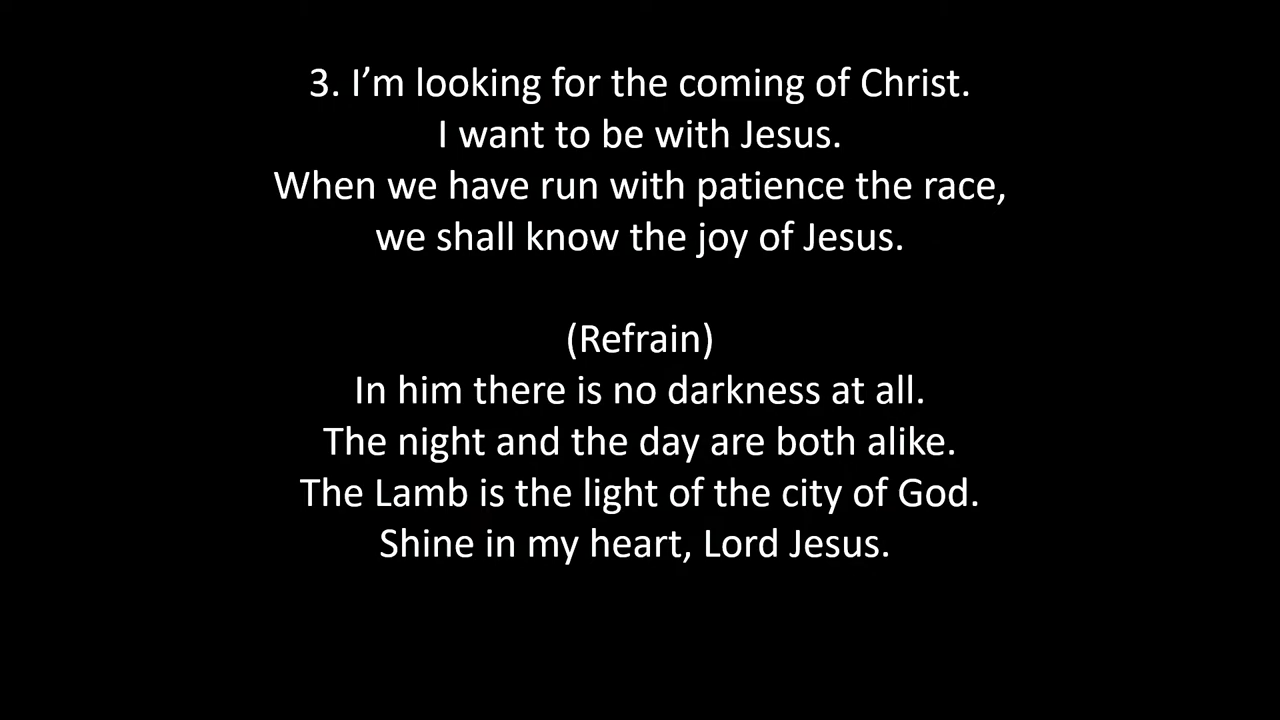 3. I’m looking for the coming of Christ.
I want to be with Jesus.
When we have run with patience the race,
we shall know the joy of Jesus.
(Refrain)
In him there is no darkness at all.
The night and the day are both alike.
The Lamb is the light of the city of God.
Shine in my heart, Lord Jesus.